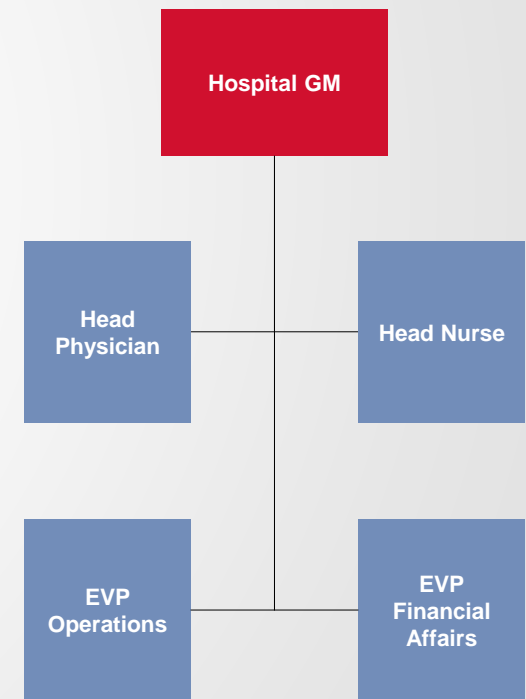 Hospital GM
Head
Physician
Head Nurse
EVP
Operations
EVP
Financial
Affairs